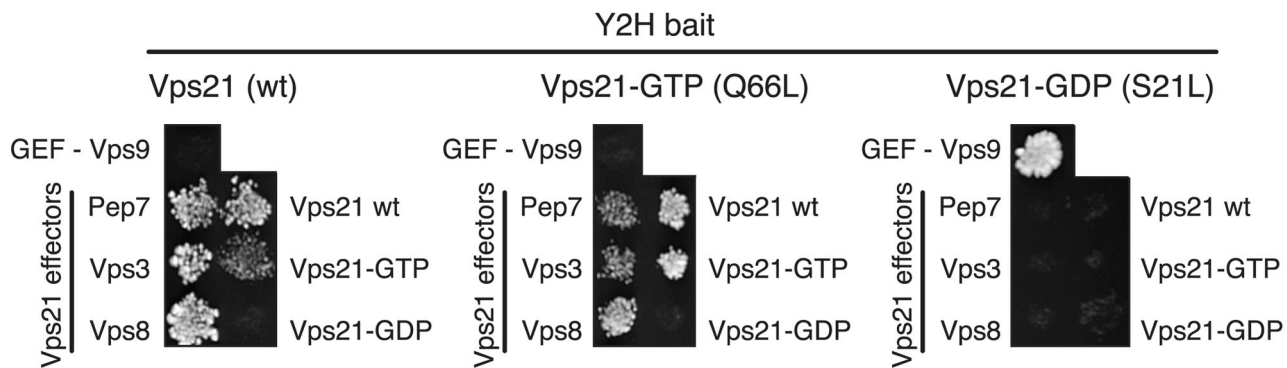 Y2H bait
Vps21 (wt)
GEF - Vps9
Vps21 effectors
Pep7
Vps3
Vps8
Vps21 wt
Vps21-GTP
Vps21-GDP
Vps21-GTP (Q66L)
GEF - Vps9
Vps21 effectors
Pep7
Vps3
Vps8
Vps21 wt
Vps21-GTP
Vps21-GDP
Vps21-GDP (S21L)
GEF - Vps9
Vps21 effectors
Pep7
Vps3
Vps8
Vps21 wt
Vps21-GTP
Vps21-GDP